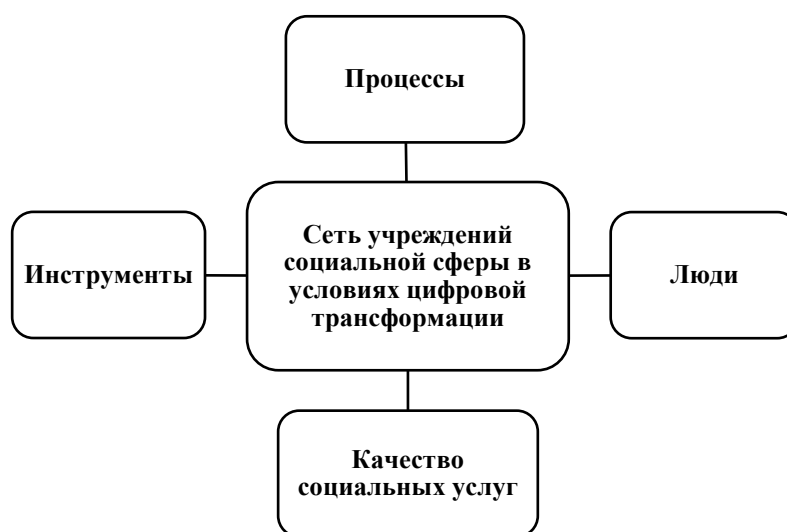 Процессы
Инструменты
Сеть учреждений
социальной сферы в
условиях цифровой
трансформации
Люди
Качество
социальных услуг